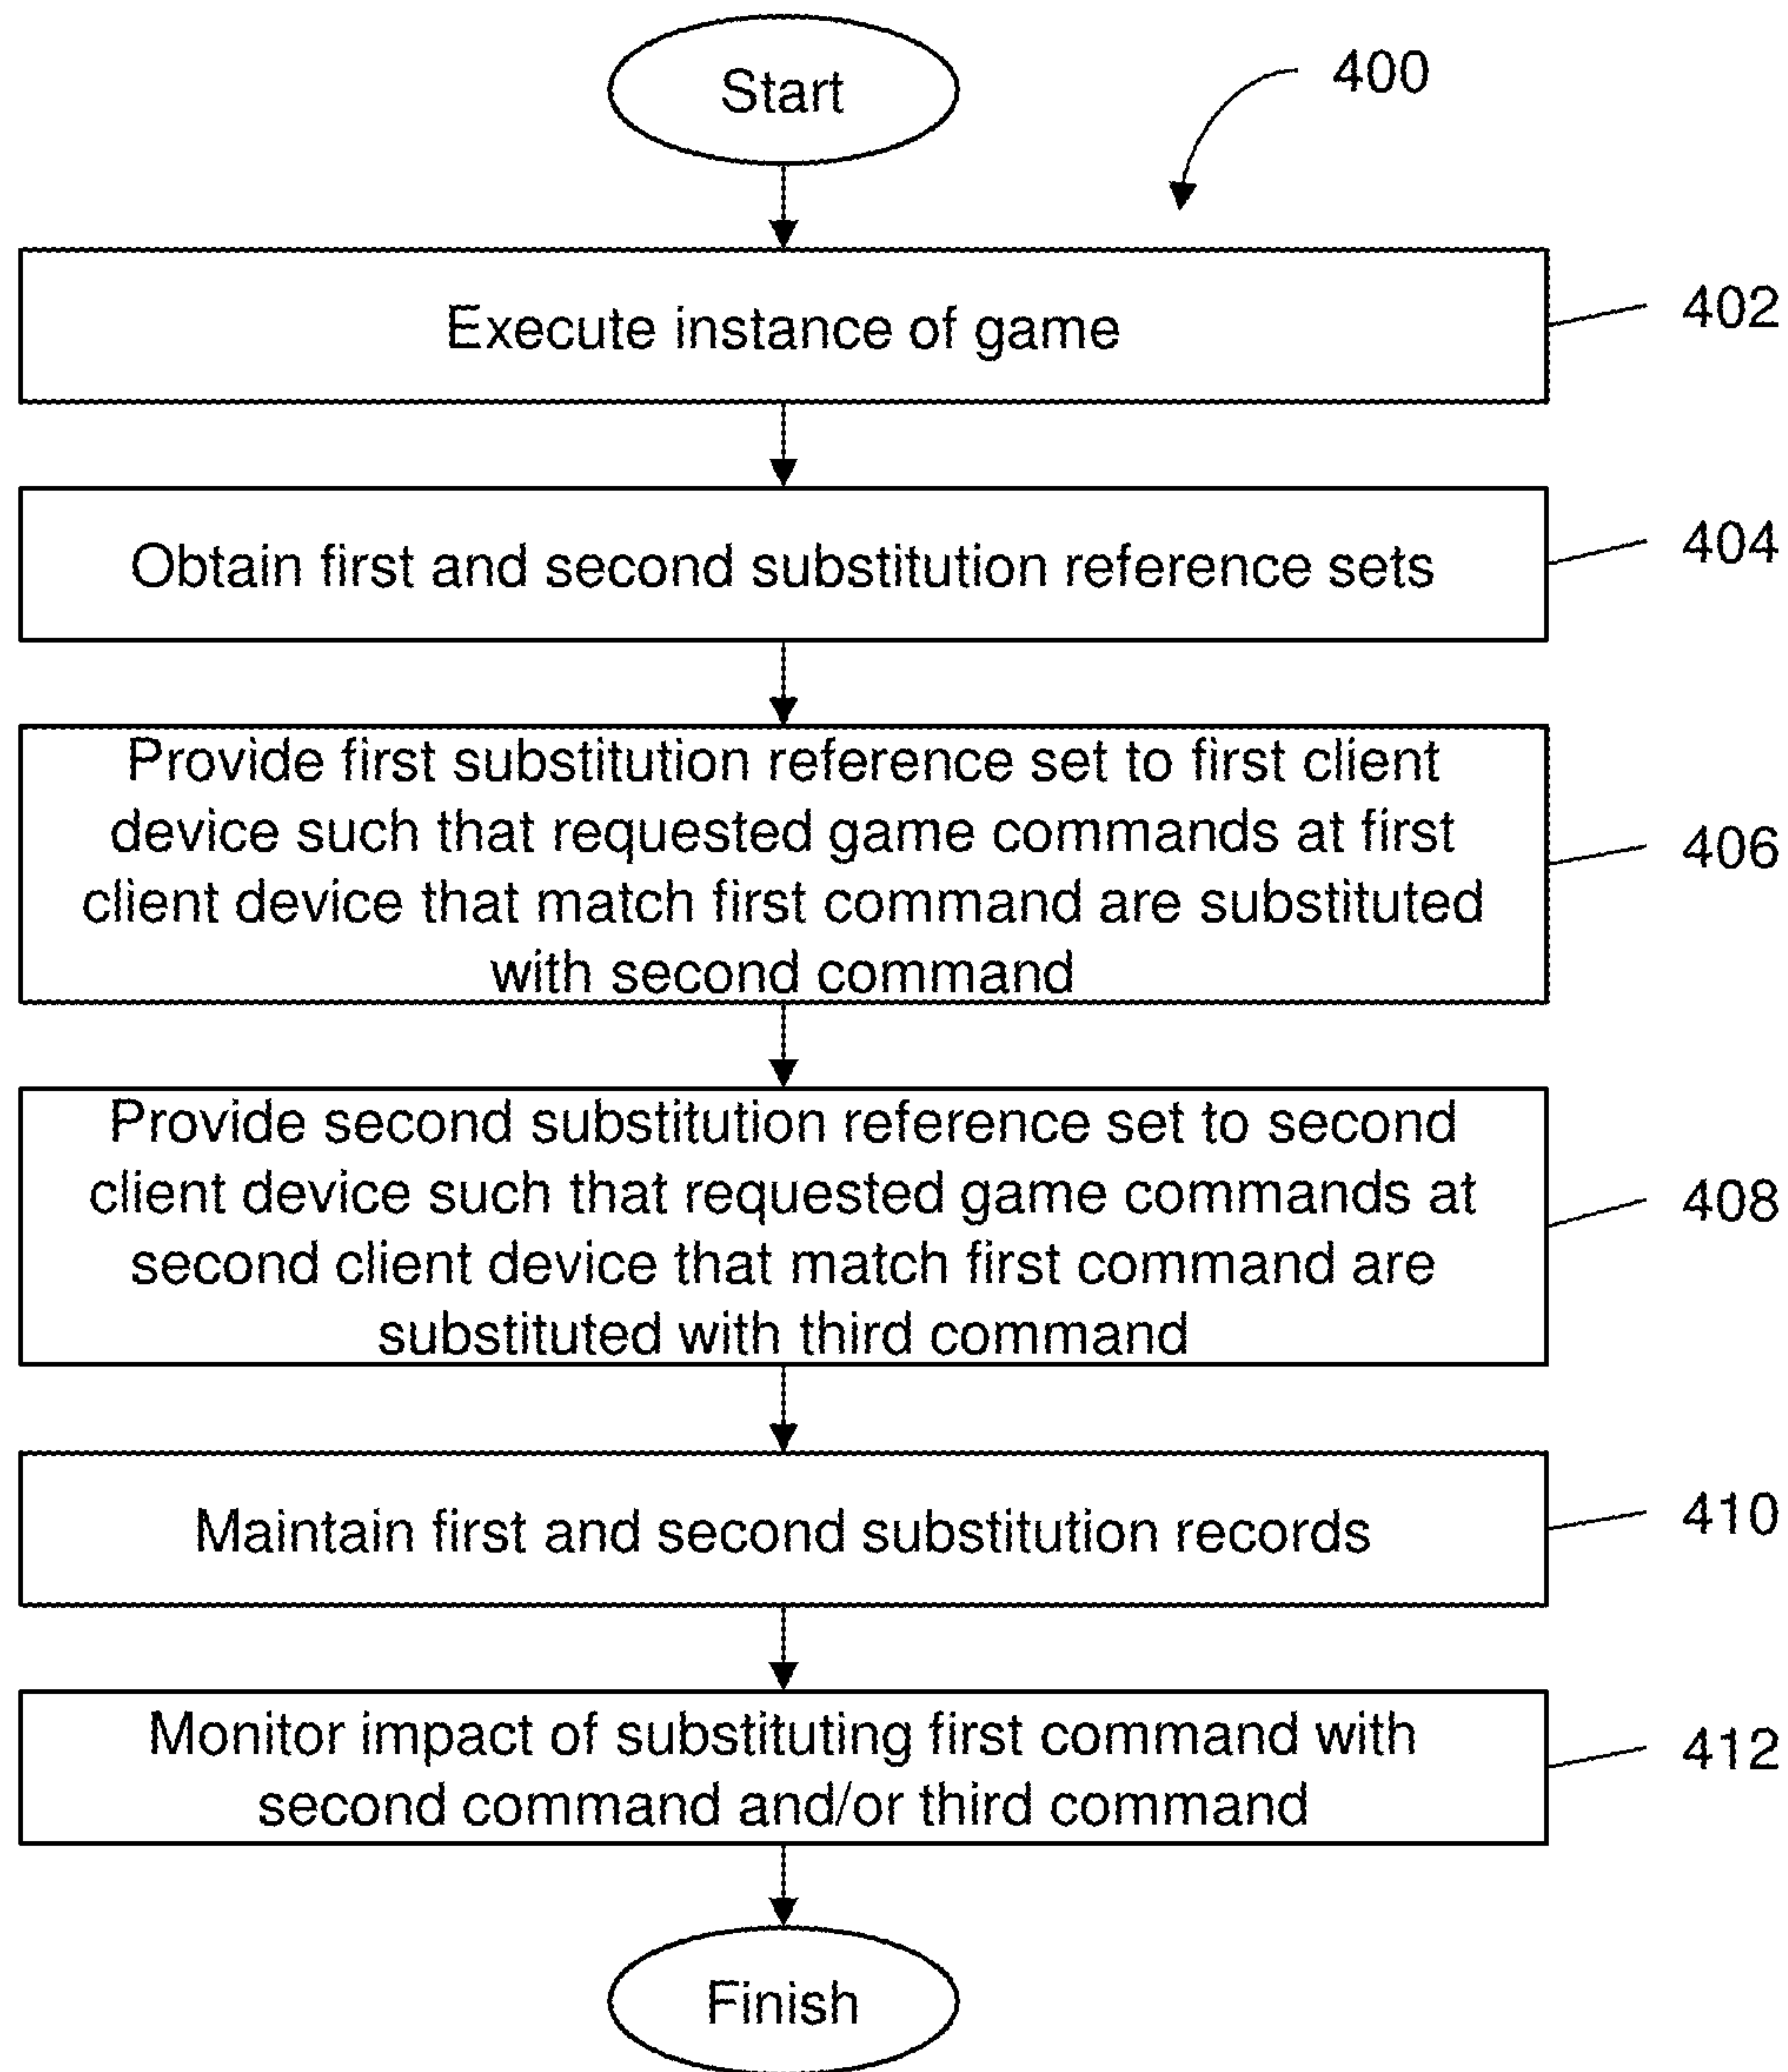 Start
400
Execute instance of game
402
Obtain first and second substitution reference sets
404
Provide first substitution reference set to first client
device such that requested game commands at first
client device that match first command are substituted
with second command
406
Provide second substitution reference set to second
client device such that requested game commands at
second client device that match first command are
substituted with third command
408
Maintain first and second substitution records
410
Monitor impact of substituting first command with
second command and/or third command
412
Finish